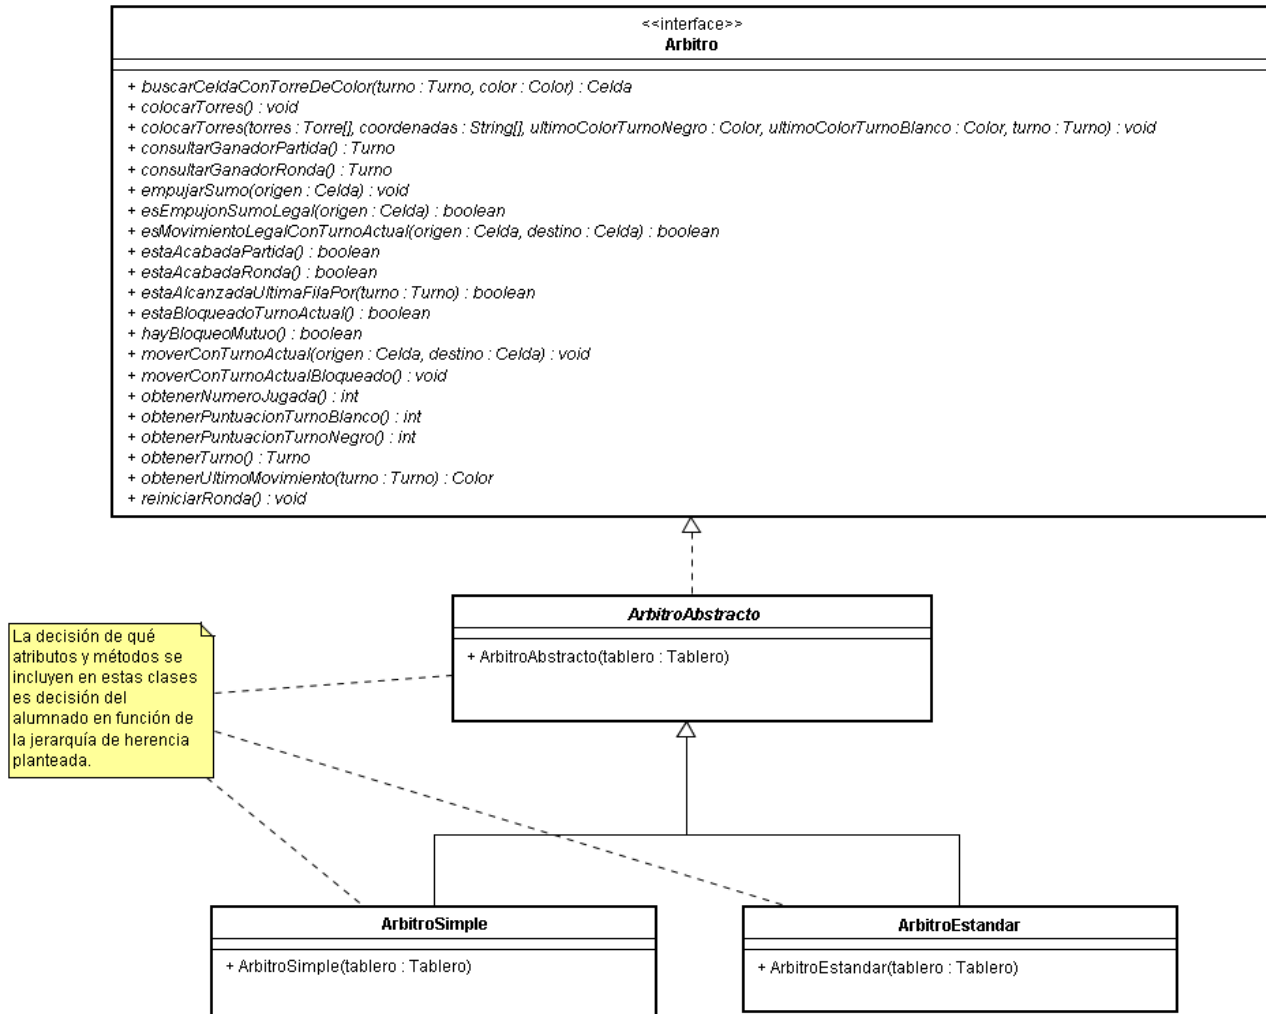 <<interface>>
Arbitro
+ buscarCeldaConTorreDeColor(turno : Turno, color : Color) : Celda
+ colocarTorres() : void
+ colocarTorres(torres : Torre[], coordenadas : String[], ultimoColorTurnoNegro : Color, ultimoColorTurnoBlanco : Color, turno : Turno) : void
+ consultarGanadorPartida() : Turno
+ consultarGanadorRonda() : Turno
+ empujarSumo(origen : Celda) : void
+ esEmpujonSumoLegal(origen : Celda) : boolean
+ esMovimientoLegalConTurnoActual(origen : Celda, destino : Celda) : boolean
+ estaAcabadaPartida() : boolean
+ estaAcabadaRonda() : boolean
+ estaAlcanzadaUltimaFilaPor(turno : Turno) : boolean
+ estaBloqueadoTurnoActual() : boolean
+ hayBloqueoMutuo() : boolean
+ moverConTurnoActual(origen : Celda, destino : Celda) : void
+ moverConTurnoActualBloqueado() : void
+ obtenerNumeroJugada() : int
+ obtenerPuntuacionTurnoBlanco() : int
+ obtenerPuntuacionTurnoNegro() : int
+ obtenerTurno() : Turno
+ obtenerUltimoMovimiento(turno : Turno) : Color
+ reiniciarRonda() : void
ArbitroAbstracto
+ ArbitroAbstracto(tablero : Tablero)
La decisión de qué
atributos y métodos se
incluyen en estas clases
es decisión del
alumnado en función de
la jerarquía de herencia
planteada.
ArbitroSimple
+ ArbitroSimple(tablero : Tablero)
ArbitroEstandar
+ ArbitroEstandar(tablero : Tablero)